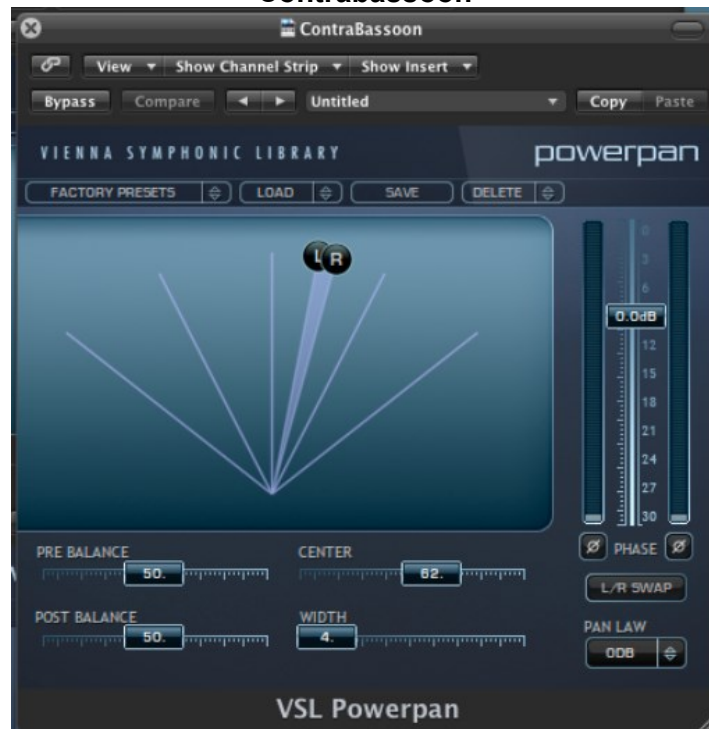 Contrabassoon
ContraBassoon
View Show Channel Strip Show Insert
Bypass Compare Untitled Copy Paste
VIENNA SYMPHONIC LIBRARY powerpan
FACTORY PRESETS LOAD SAVE DELETE
L R
0
3
6
0.0dB
12
15
18
21
24
27
30
Ø PHASE Ø
PRE BALANCE CENTER
50. 62.
L/R SWAP
POST BALANCE WIDTH
50. 4.
PAN LAW
0DB
VSL Powerpan